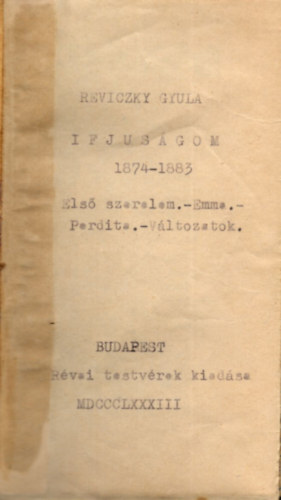 REVICZKY GYULA
I F J U S Á G O M
1874-1883
Első szerelem.-Emma.-
Perdita.-Változatok.
BUDAPEST
Révai testvérek kiadása
MDCCCLXXXIII